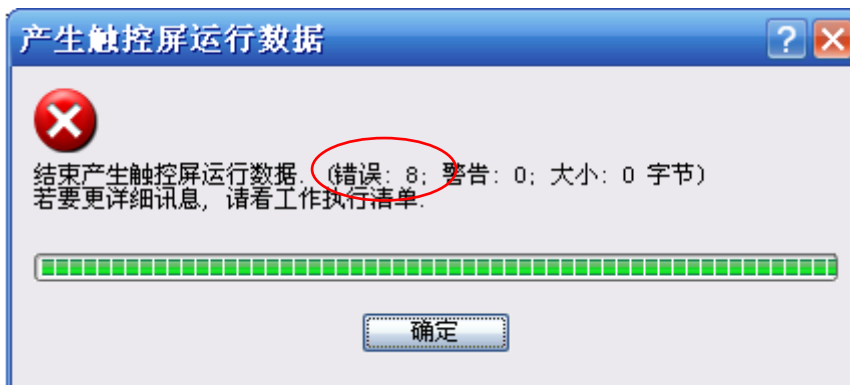 产生触控屏运行数据
结束产生触控屏运行数据. (错误: 8; 警告: 0; 大小: 0 字节)
若要更详细讯息, 请看工作执行清单.
确定